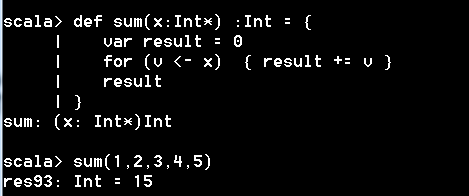 scala> def sum(x:Int*) :Int = {
     |     var result = 0
     |     for (v <- x)  { result += v }
     |     result
     | }
sum: (x: Int*)Int
scala> sum(1,2,3,4,5)
res93: Int = 15